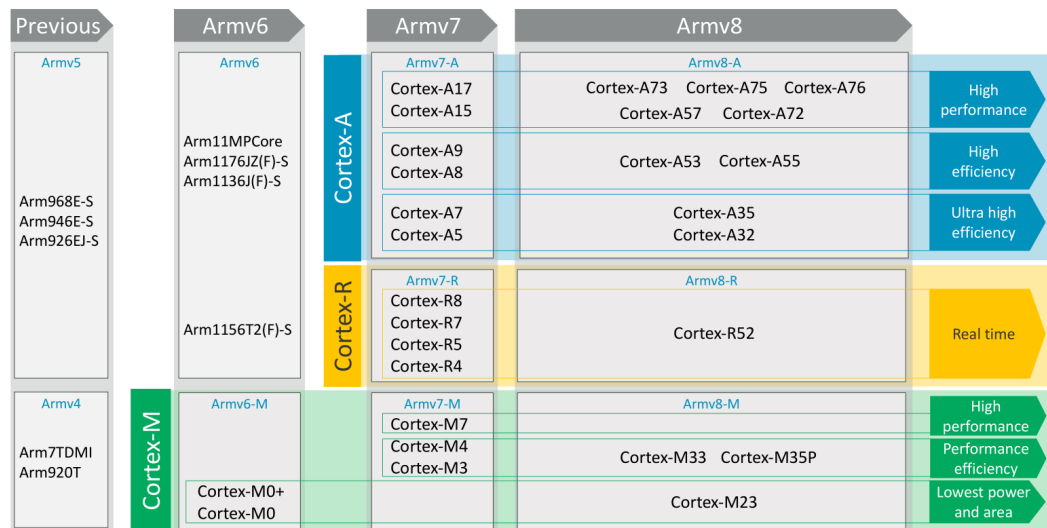 Previous
Armv6
Armv7
Armv8
Armv5
Arm968E-S
Arm946E-S
Arm926EJ-S
Armv4
Arm7TDMI
Arm920T
Armv6
Arm11MPCore
Arm1176JZ(F)-S
Arm1136J(F)-S
Arm1156T2(F)-S
Cortex-A
Armv7-A
Armv8-A
Cortex-A17
Cortex-A15
Cortex-A73 Cortex-A75 Cortex-A76
Cortex-A57 Cortex-A72
High
performance
Cortex-A9
Cortex-A8
Cortex-A53 Cortex-A55
High
efficiency
Cortex-A7
Cortex-A5
Cortex-A35
Cortex-A32
Ultra high
efficiency
Cortex-R
Armv7-R
Armv8-R
Cortex-R8
Cortex-R7
Cortex-R5
Cortex-R4
Cortex-R52
Real time
Cortex-M
Armv6-M
Armv7-M
Armv8-M
Cortex-M7
High
performance
Cortex-M4
Cortex-M3
Cortex-M33 Cortex-M35P
Performance
efficiency
Cortex-M0+
Cortex-M0
Cortex-M23
Lowest power
and area